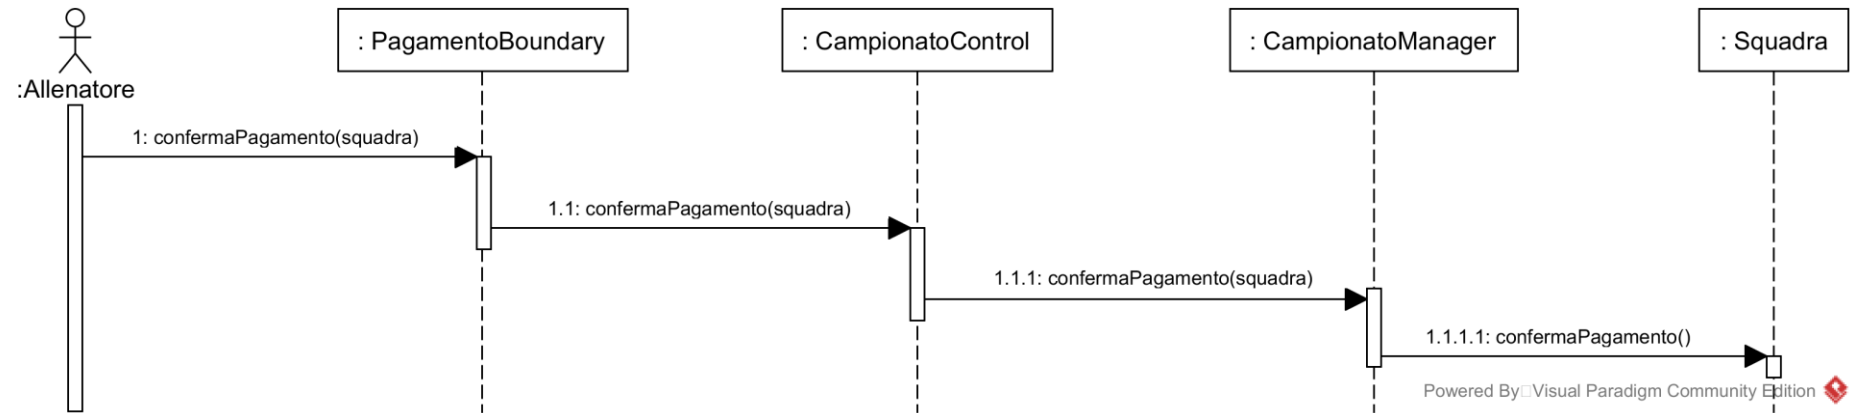 : PagamentoBoundary
: CampionatoControl
: CampionatoManager
: Squadra
:Allenatore
1: confermaPagamento(squadra)
1.1: confermaPagamento(squadra)
1.1.1: confermaPagamento(squadra)
1.1.1.1: confermaPagamento()
Powered By Visual Paradigm Community Edition